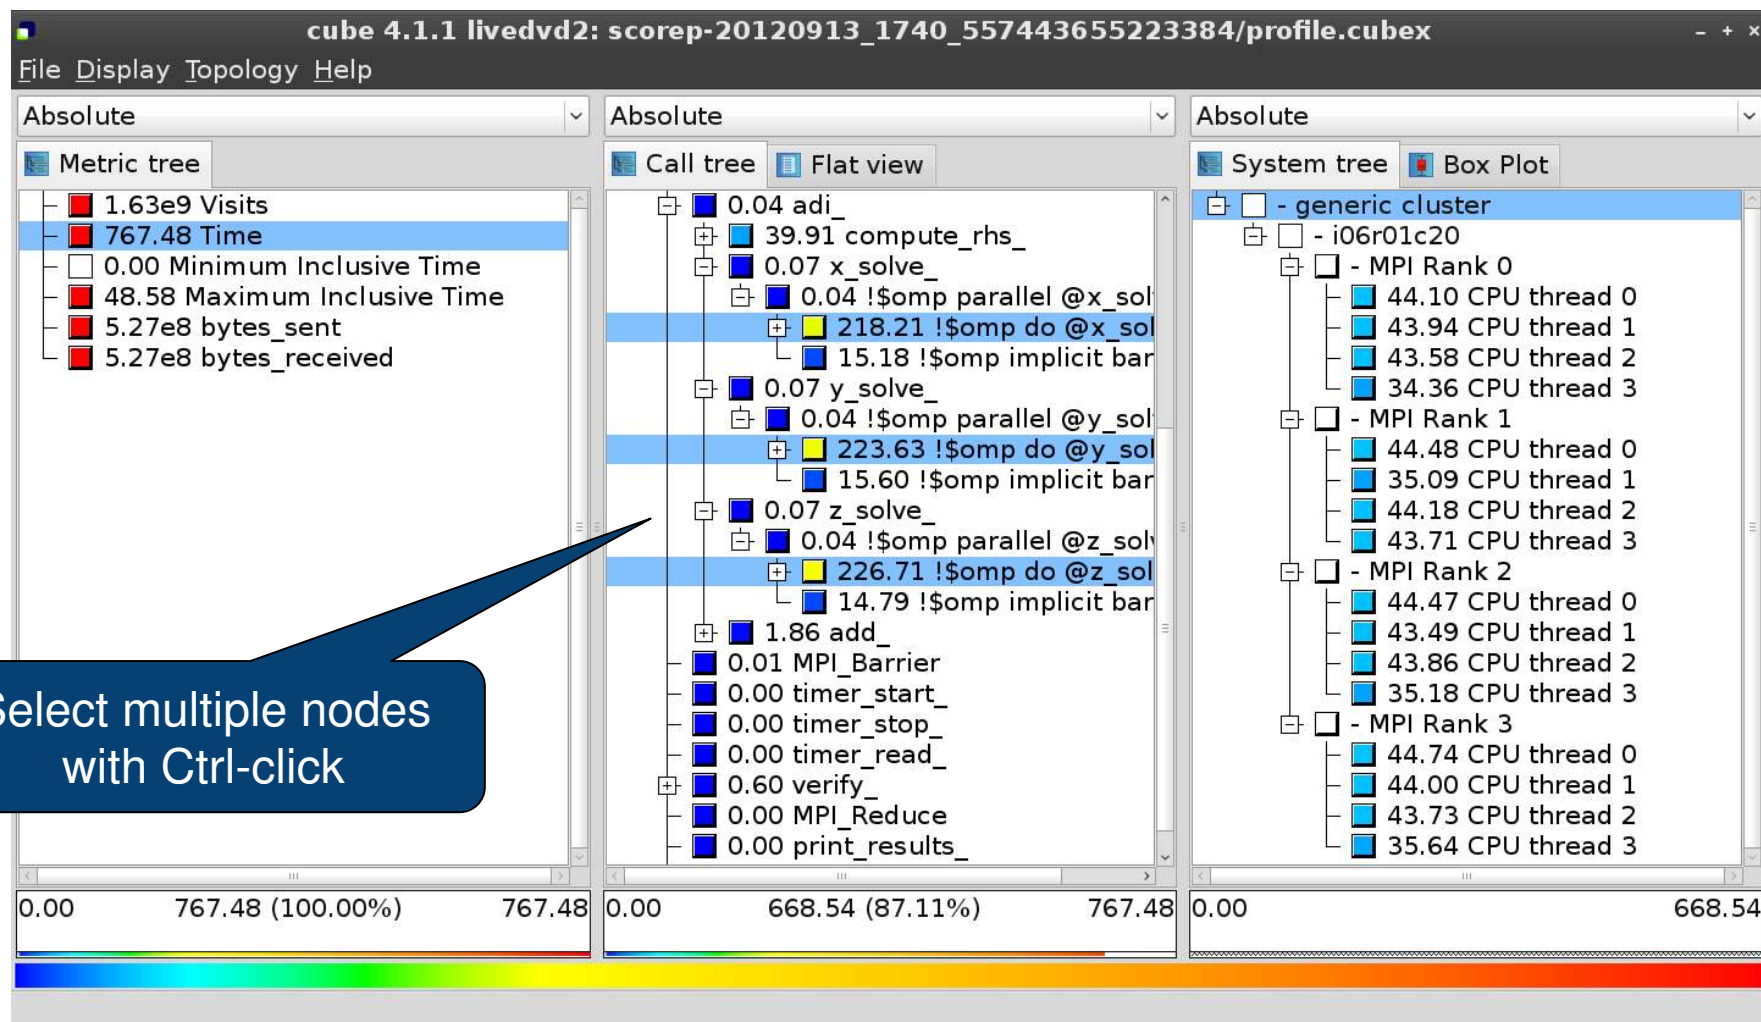 cube 4.1.1 livedvd2: scorep-20120913_1740_557443655223384/profile.cubex
File Display Topology Help
Absolute
Metric tree
1.63e9 Visits
767.48 Time
0.00 Minimum Inclusive Time
48.58 Maximum Inclusive Time
5.27e8 bytes_sent
5.27e8 bytes_received
0.00 767.48 (100.00%) 767.48
Absolute
Call tree Flat view
0.04 adi_
39.91 compute_rhs_
0.07 x_solve_
0.04 !$omp parallel @x_sol
218.21 !$omp do @x_sol
15.18 !$omp implicit bar
0.07 y_solve_
0.04 !$omp parallel @y_sol
223.63 !$omp do @y_sol
15.60 !$omp implicit bar
0.07 z_solve_
0.04 !$omp parallel @z_solv
226.71 !$omp do @z_sol
14.79 !$omp implicit bar
1.86 add_
0.01 MPI_Barrier
0.00 timer_start_
0.00 timer_stop_
0.00 timer_read_
0.60 verify_
0.00 MPI_Reduce
0.00 print_results_
0.00 668.54 (87.11%) 767.48
Absolute
System tree Box Plot
- generic cluster
- i06r01c20
- MPI Rank 0
44.10 CPU thread 0
43.94 CPU thread 1
43.58 CPU thread 2
34.36 CPU thread 3
- MPI Rank 1
44.48 CPU thread 0
35.09 CPU thread 1
44.18 CPU thread 2
43.71 CPU thread 3
- MPI Rank 2
44.47 CPU thread 0
43.49 CPU thread 1
43.86 CPU thread 2
35.18 CPU thread 3
- MPI Rank 3
44.74 CPU thread 0
44.00 CPU thread 1
43.73 CPU thread 2
35.64 CPU thread 3
0.00 668.54
Select multiple nodes
with Ctrl-click